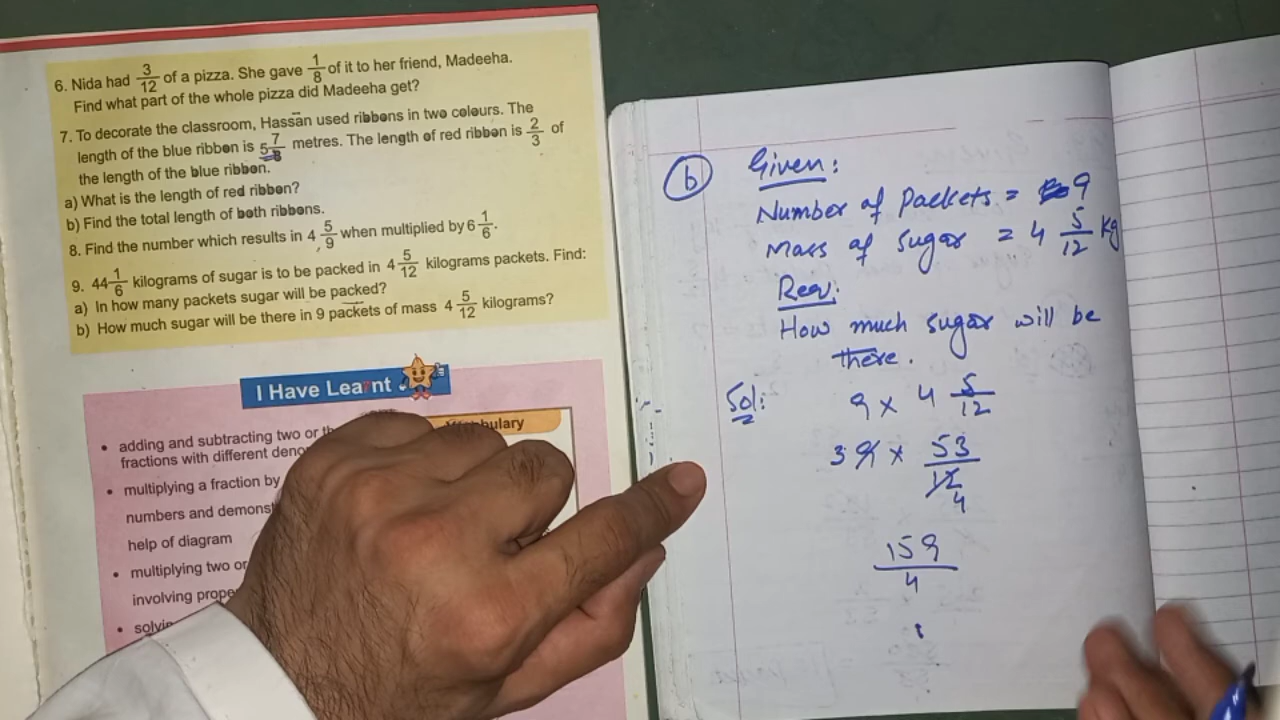 6. Nida had 3/12 of a pizza. She gave 1/8 of it to her friend, Madeeha.
Find what part of the whole pizza did Madeeha get?
7. To decorate the classroom, Hassan used ribbons in two colours. The
length of the blue ribbon is 5 7/8 metres. The length of red ribbon is 2/3 of
the length of the blue ribbon.
a) What is the length of red ribbon?
b) Find the total length of both ribbons.
8. Find the number which results in 4 5/9 when multiplied by 6 1/6.
9. 44 1/6 kilograms of sugar is to be packed in 4 5/12 kilograms packets. Find:
a) In how many packets sugar will be packed?
b) How much sugar will be there in 9 packets of mass 4 5/12 kilograms?
I Have Learnt
• adding and subtracting two or
fractions with different
• multiplying a fraction by
numbers and
help of diagram
• multiplying two or
involving
•
b Given:
Number of Packets = 9
Mass of Sugar = 4 5/12 kg
Req:
How much sugar will be
there.
Sol:
9 x 4 5/12
3 9 x 53/12
4
159/4